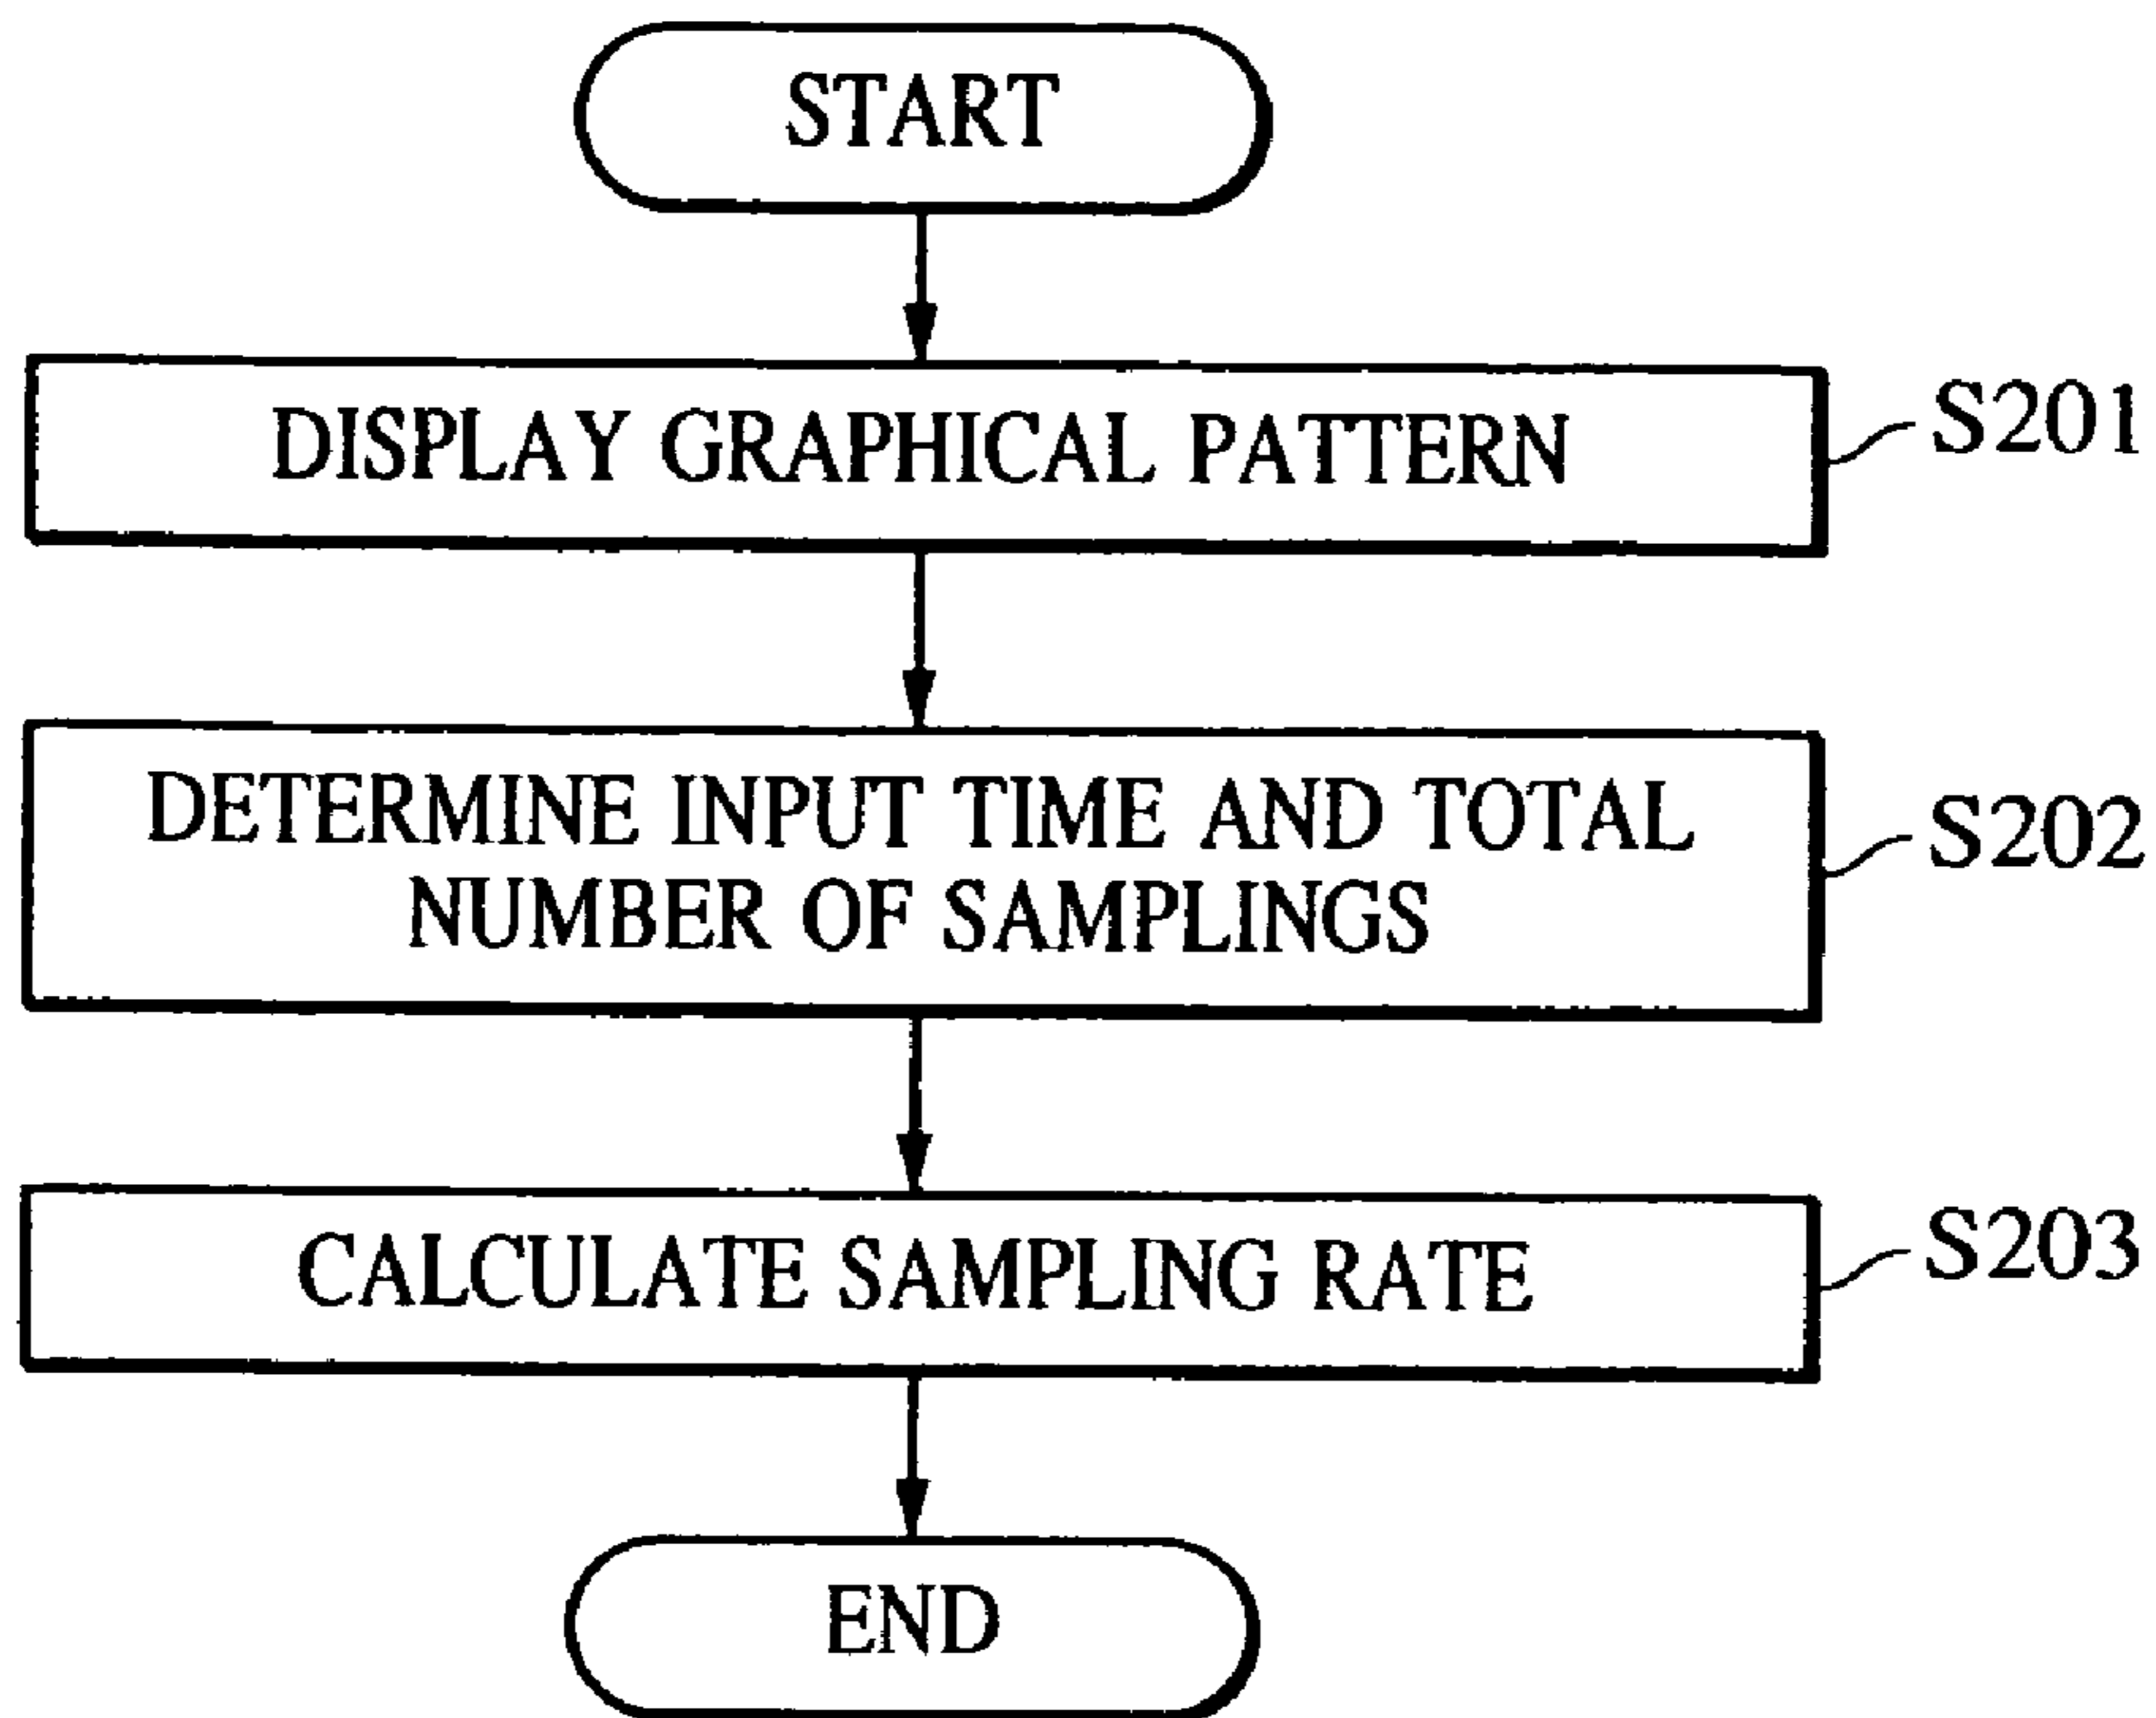 START
DISPLAY GRAPHICAL PATTERN
S201
DETERMINE INPUT TIME AND TOTAL
NUMBER OF SAMPLINGS
S202
CALCULATE SAMPLING RATE
S203
END